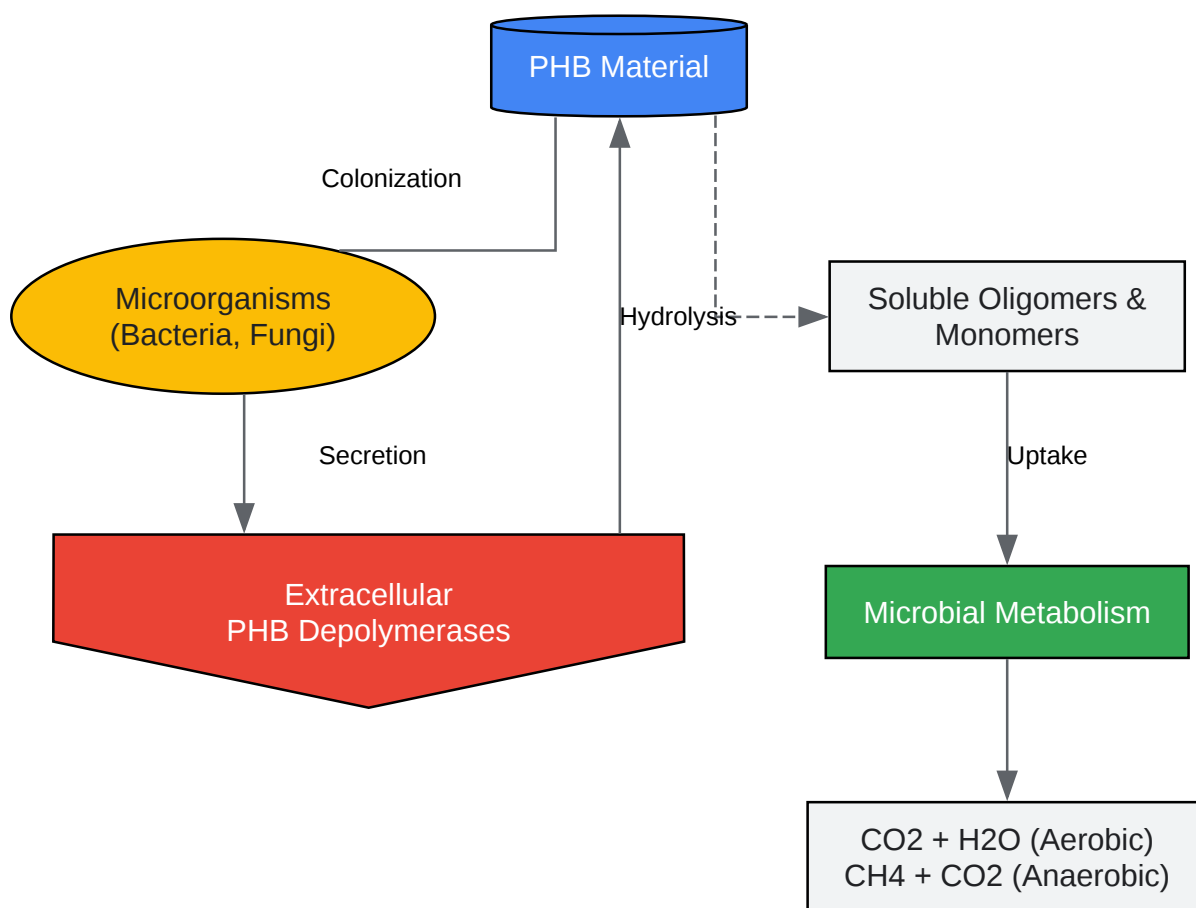 PHB Material
Colonization
Microorganisms
(Bacteria, Fungi)
Hydrolysis
Soluble Oligomers &
Monomers
Secretion
Uptake
Extracellular
PHB Depolymerases
Microbial Metabolism
CO2 + H2O (Aerobic)
CH4 + CO2 (Anaerobic)